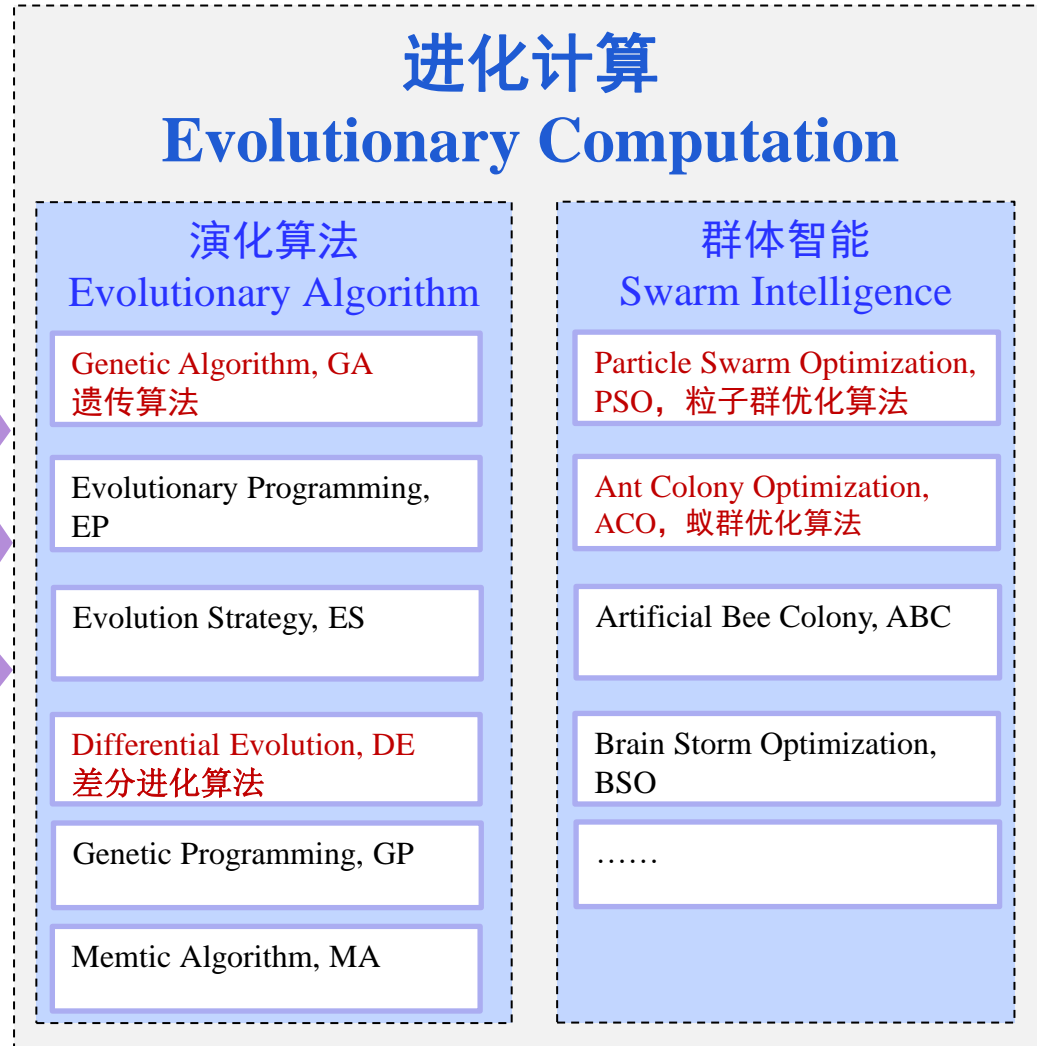 进化计算
Evolutionary Computation
演化算法
Evolutionary Algorithm
Genetic Algorithm, GA
遗传算法
Evolutionary Programming,
EP
Evolution Strategy, ES
Differential Evolution, DE
差分进化算法
Genetic Programming, GP
Memtic Algorithm, MA
群体智能
Swarm Intelligence
Particle Swarm Optimization,
PSO，粒子群优化算法
Ant Colony Optimization,
ACO，蚁群优化算法
Artificial Bee Colony, ABC
Brain Storm Optimization,
BSO
……